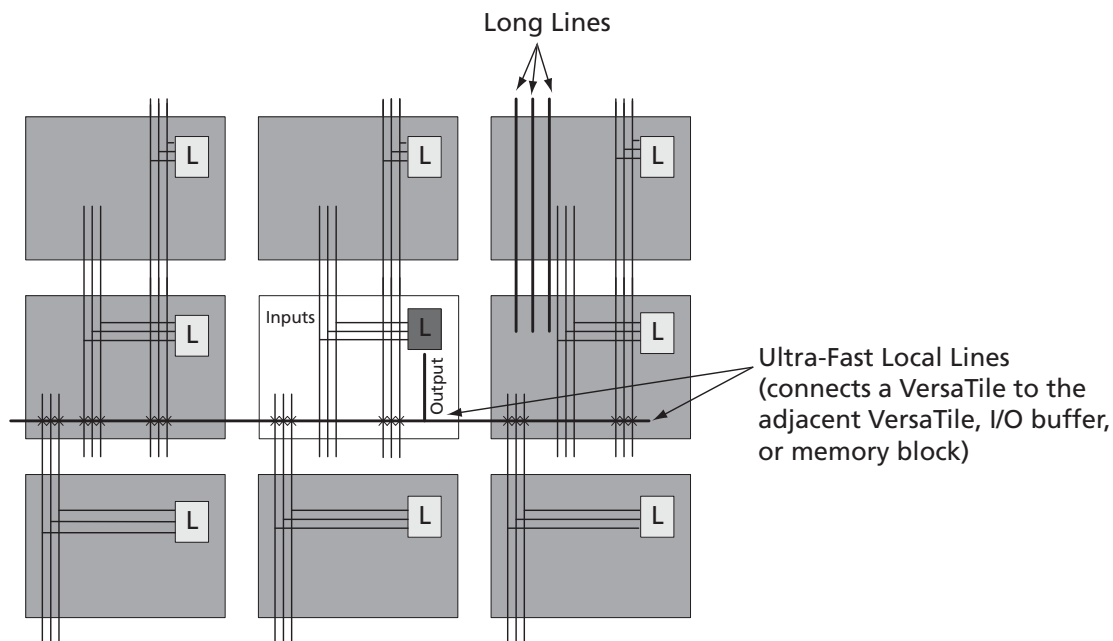 Long Lines
L
L
L
Inputs
L
L
L
Output
Ultra-Fast Local Lines
(connects a VersaTile to the
adjacent VersaTile, I/O buffer,
or memory block)
L
L
L